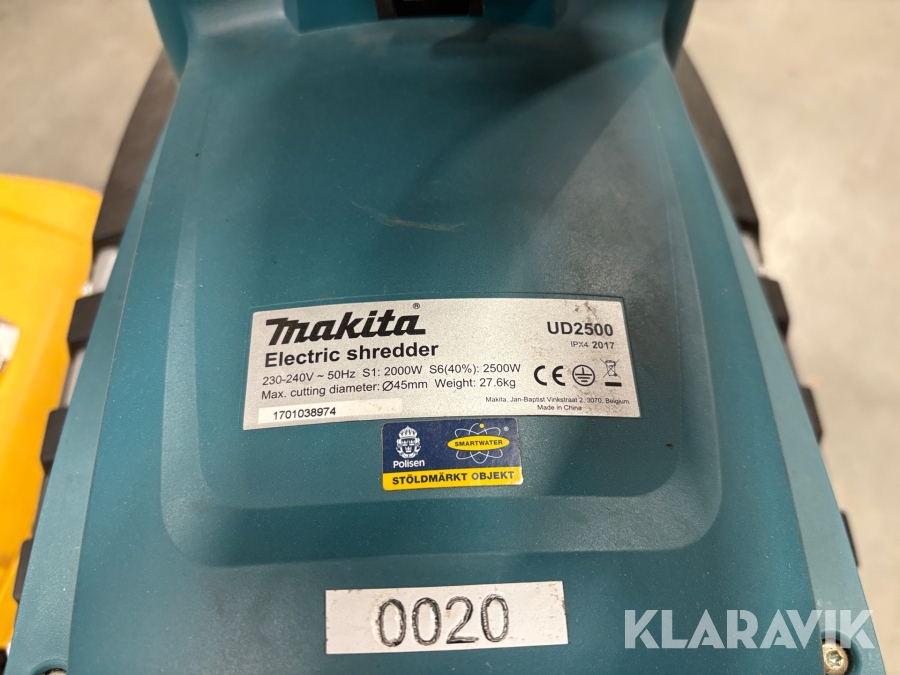 makita®
Electric shredder
UD2500
IPX4 2017
230-240V ~ 50Hz S1: 2000W S6(40%): 2500W
Max. cutting diameter: Ø45mm Weight: 27.6kg
CE
Makita, Jan-Baptist Vinkstraat 2, 3070, Belgium
Made in China
1701038974
Polisen
SMARTWATER
STÖLDMÄRKT OBJEKT
0020
KLARAVIK